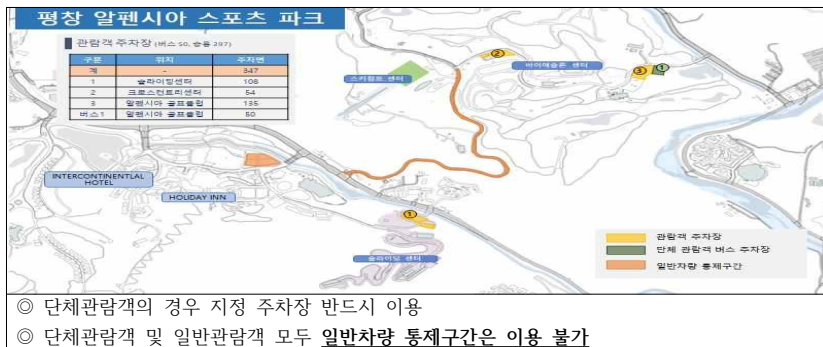 평창 알펜시아 스포츠 파크
관람객 주차장 (버스 50, 승용 297)
구분 위치 주차면
계 - 347
1 슬라이딩센터 108
2 크로스컨트리센터 54
3 알펜시아 골프클럽 135
버스1 알펜시아 골프클럽 50
②
스키점프 센터
바이애슬론 센터
③ ①
INTERCONTINENTLAL
HOTEL
HOLIDAY INN
①
슬라이딩 센터
관람객 주차장
단체 관람객 버스 주차장
일반차량 통제구간
◎ 단체관람객의 경우 지정 주차장 반드시 이용
◎ 단체관람객 및 일반관람객 모두 일반차량 통제구간은 이용 불가